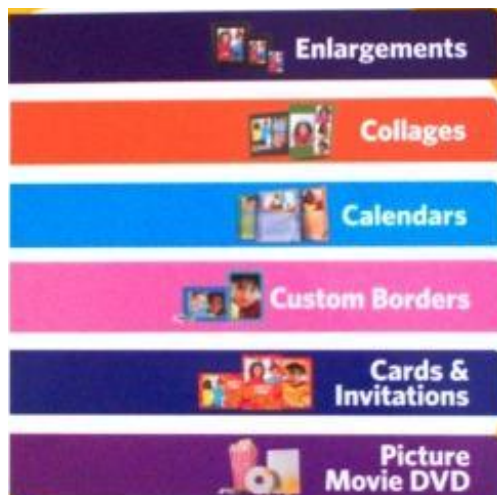 Enlargements
Collages
Calendars
Custom Borders
Cards &
Invitations
Picture
Movie DVD